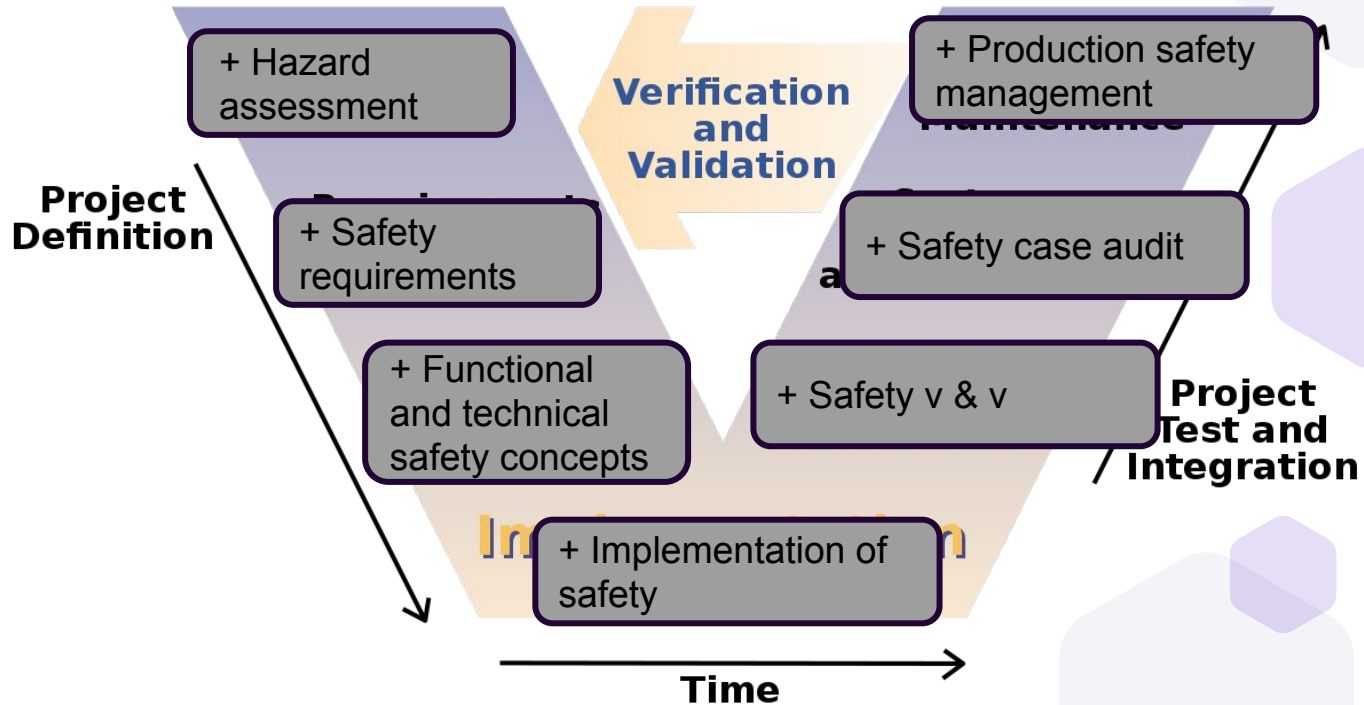 + Hazard
assessment
Verification
and
Validation
+ Production safety
management
Maintenance
Project
Definition
+ Safety
requirements
+ Safety case audit
+ Functional
and technical
safety concepts
+ Safety v & v
Project
Test and
Integration
+ Implementation of
safety
Time